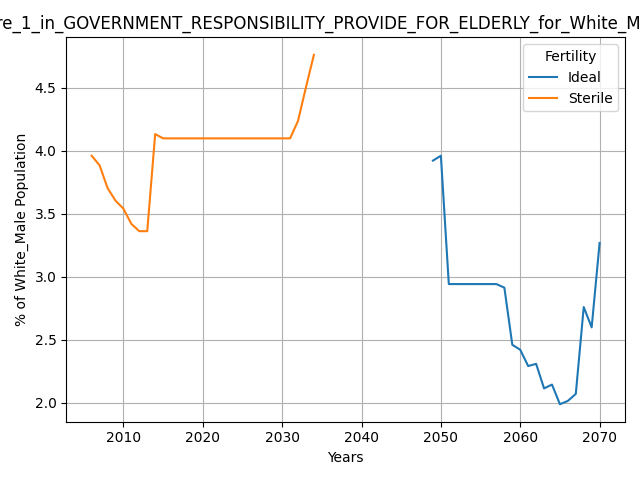 re_1_in_GOVERNMENT_RESPONSIBILITY_PROVIDE_FOR_ELDERLY_for_White_M
Fertility
Ideal
Sterile
% of White_Male Population
4.5
4.0
3.5
3.0
2.5
2.0
2010 2020 2030 2040 2050 2060 2070
Years